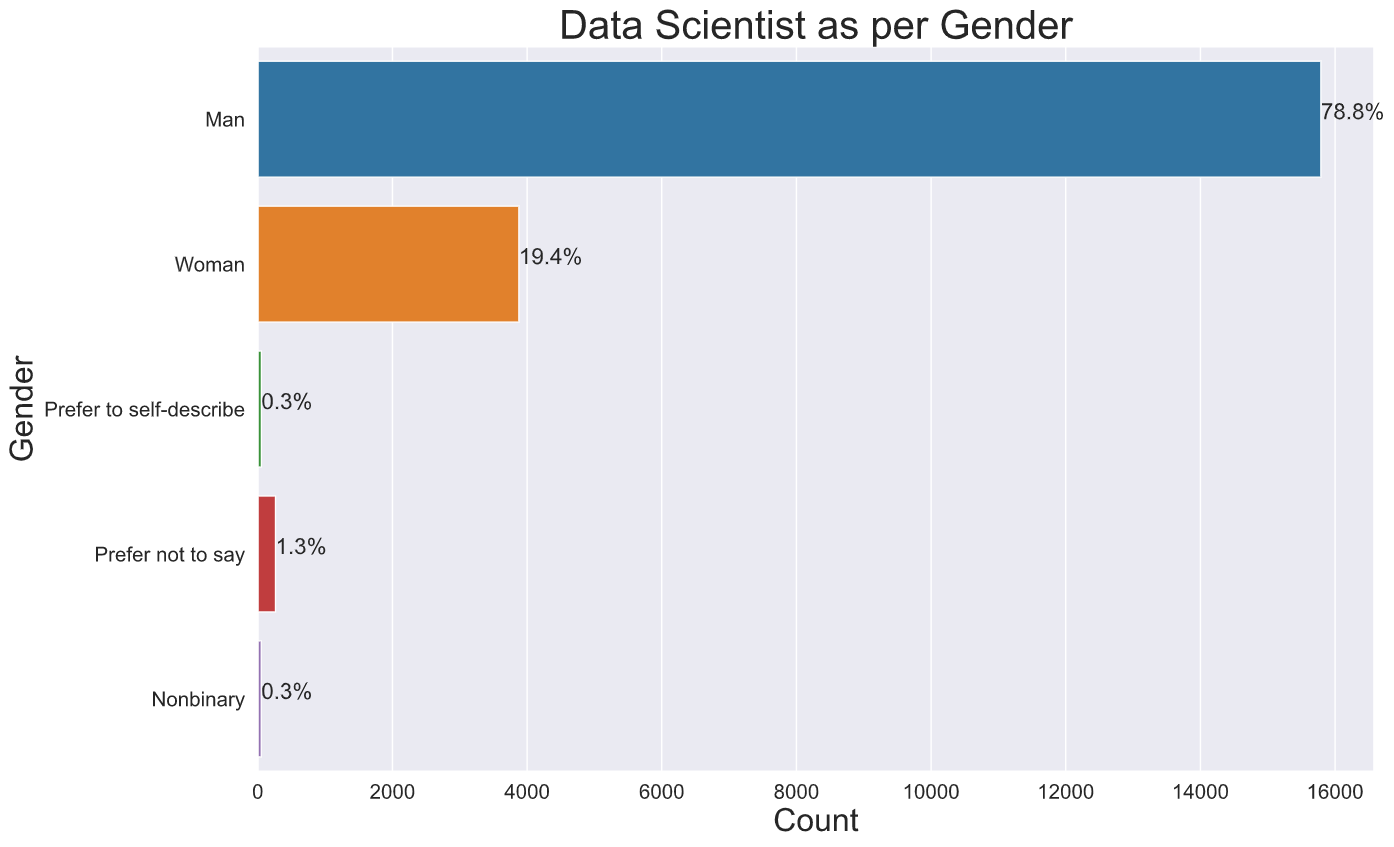 Data Scientist as per Gender
Man
78.8%
Woman
19.4%
Gender
Prefer to self-describe
0.3%
Prefer not to say
1.3%
Nonbinary
0.3%
0 2000 4000 6000 8000 10000 12000 14000 16000
Count